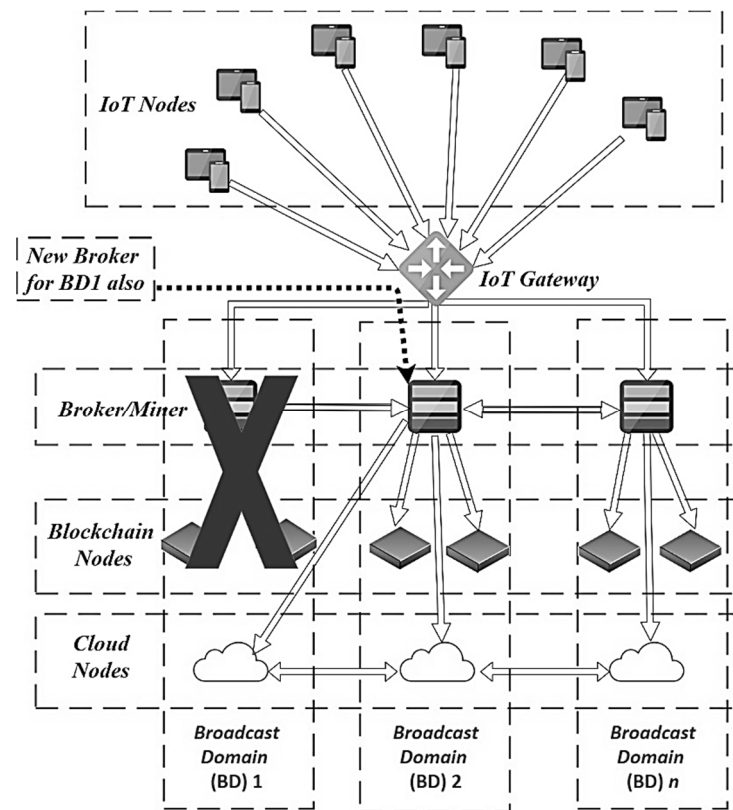 IoT Nodes
New Broker
for BD1 also
IoT Gateway
Broker/Miner
Blockchain
Nodes
Cloud
Nodes
Broadcast
Domain
(BD) 1
Broadcast
Domain
(BD) 2
Broadcast
Domain
(BD) n